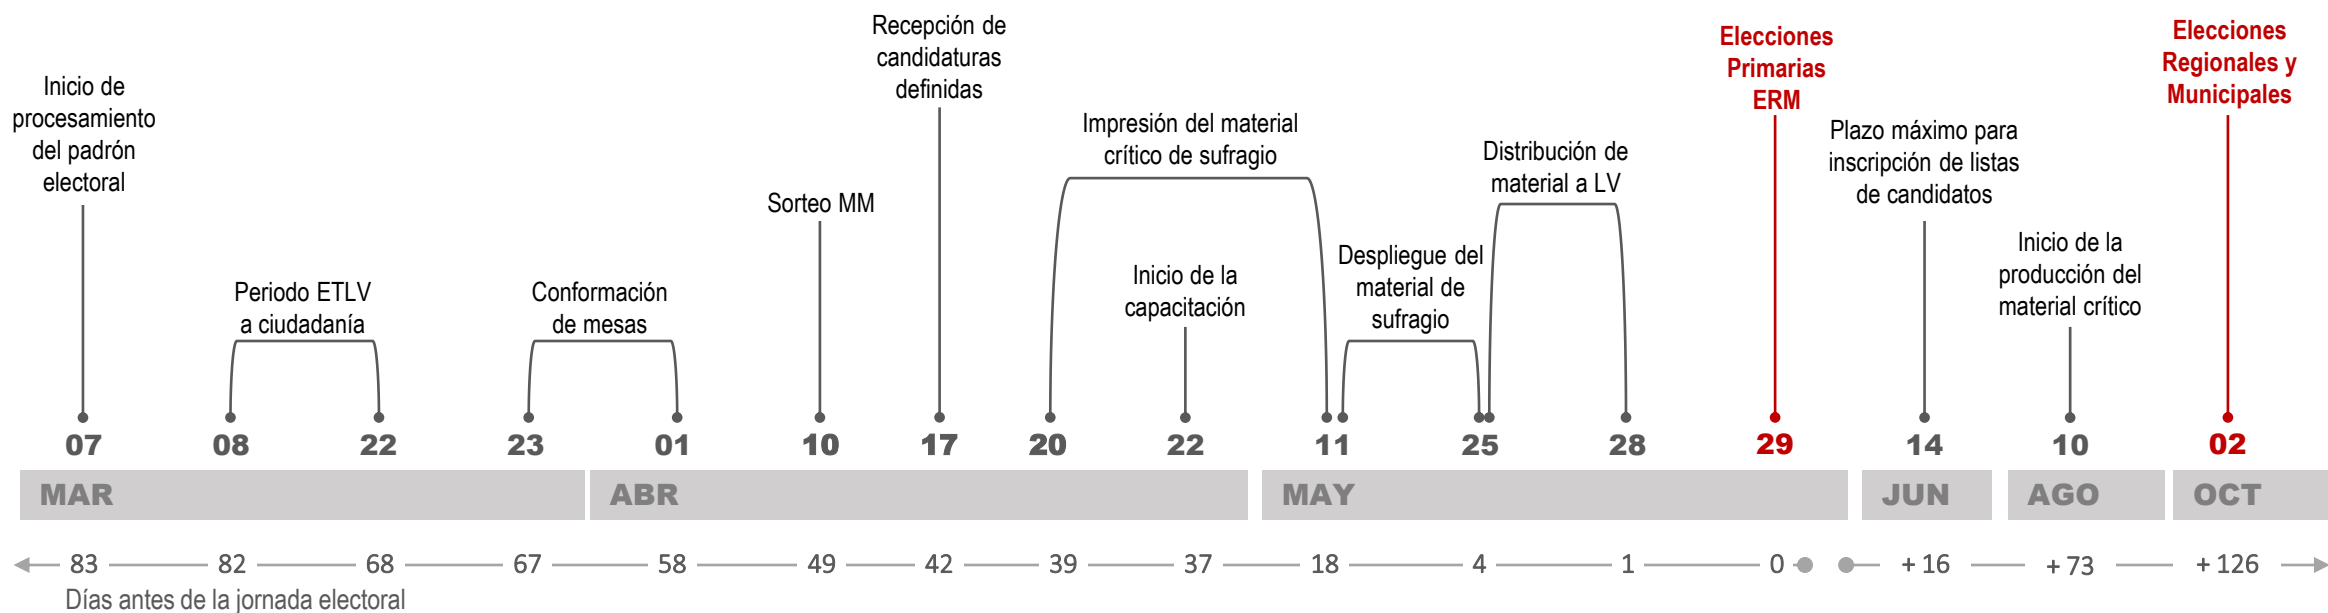 Inicio de
procesamiento
del padrón
electoral
Periodo ETLV
a ciudadanía
Conformación
de mesas
Sorteo MM
Recepción de
candidaturas
definidas
Impresión del material
crítico de sufragio
Inicio de la
capacitación
Despliegue del
material de
sufragio
Distribución de
material a LV
Elecciones
Primarias
ERM
Plazo máximo para
inscripción de listas
de candidatos
Inicio de la
producción del
material crítico
Elecciones
Regionales y
Municipales
07 08 22 23 01 10 17 20 22 11 25 28 29 14 10 02
MAR ABR MAY JUN AGO OCT
83 82 68 67 58 49 42 39 37 18 4 1 0 + 16 + 73 + 126
Días antes de la jornada electoral